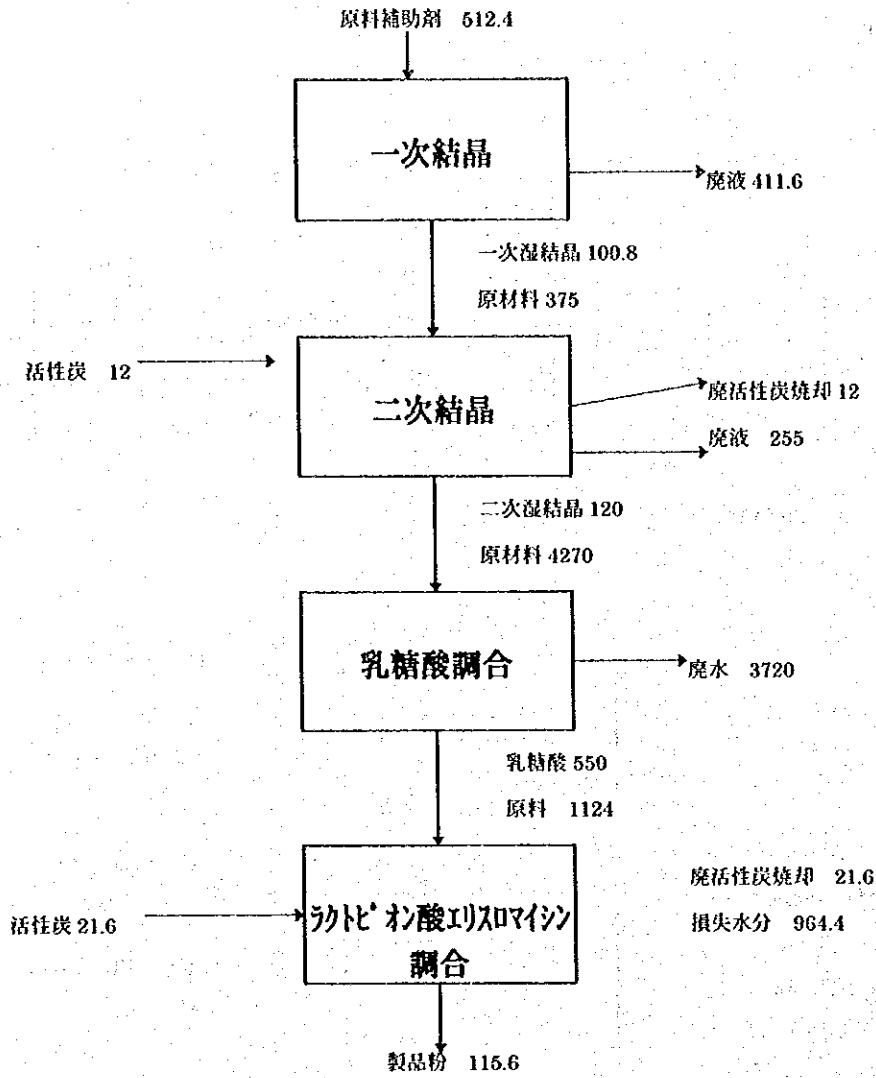 原料補助剤 512.4
一次結晶
廃液 411.6
一次湿結晶 100.8
原材料 375
活性炭 12
二次結晶
廃活性炭焼却 12
廃液 255
二次湿結晶 120
原材料 4270
乳糖酸調合
廃水 3720
乳糖酸 550
原料 1124
活性炭 21.6
ラクトビオン酸エリスロマイシン
調合
廃活性炭焼却 21.6
損失水分 964.4
製品粉 115.6